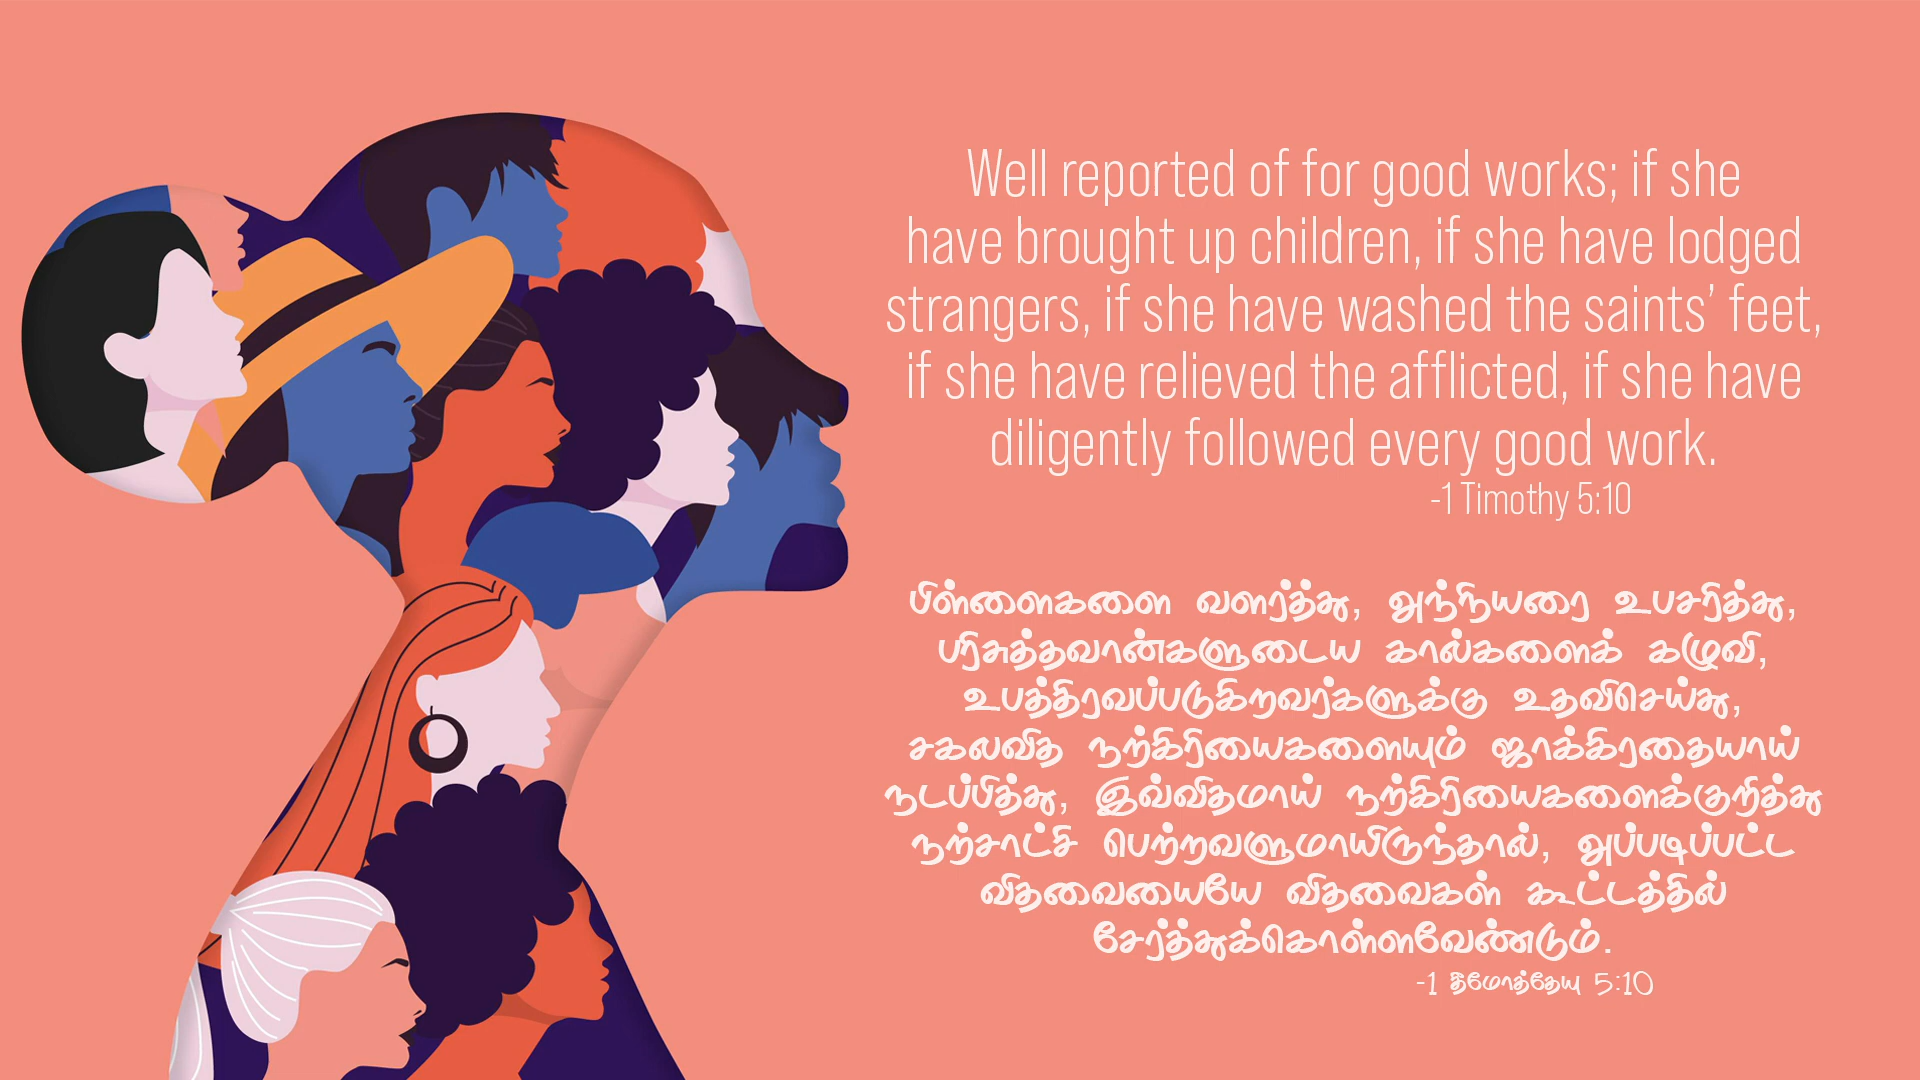 Well reported of for good works; if she
have brought up children, if she have lodged
strangers, if she have washed the saints’ feet,
if she have relieved the afflicted, if she have
diligently followed every good work.
-1 Timothy 5:10
பிள்ளைகளை வளர்த்து, அந்நியரை உபசரித்து,
பரிசுத்தவான்களுடைய கால்களைக் கழுவி,
உபத்திரவப்படுகிறவர்களுக்கு உதவிசெய்து,
சகலவித நற்கிரியைகளையும் ஜாக்கிரதையாய்
நடப்பித்து, இவ்விதமாய் நற்கிரியைகளைக்குறித்து
நற்சாட்சி பெற்றவளுமாயிருந்தால், அப்படிப்பட்ட
விதவையையே விதவைகள் கூட்டத்தில்
சேர்த்துக்கொள்ளவேண்டும்.
-1 தீமோத்தேயு 5:10